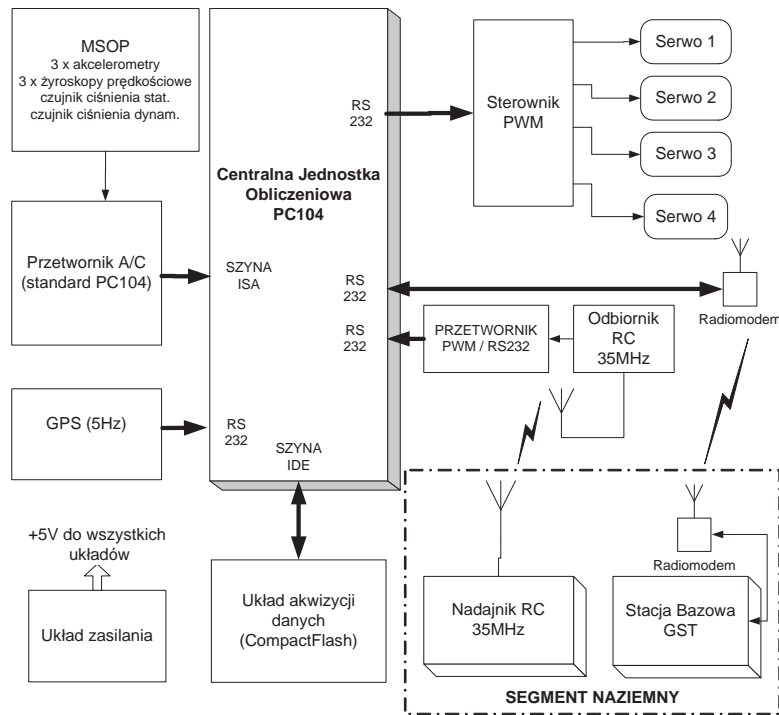 MSOP
3 x akcelerometry
3 x żyroskopy prędkościowe
czujnik ciśnienia stat.
czujnik ciśnienia dynam.
Przetwornik A/C
(standard PC104)
GPS (5Hz)
+5V do wszystkich
układów
Układ zasilania
Centralna Jednostka
Obliczeniowa
PC104
RS
232
SZYNA
ISA
RS
232
RS
232
RS
232
SZYNA
IDE
Układ akwizycji
danych
(CompactFlash)
Sterownik
PWM
Serwo 1
Serwo 2
Serwo 3
Serwo 4
Radiomodem
PRZETWORNIK
PWM / RS232
Odbiornik
RC
35MHz
Radiomodem
Nadajnik RC
35MHz
Stacja Bazowa
GST
SEGMENT NAZIEMNY